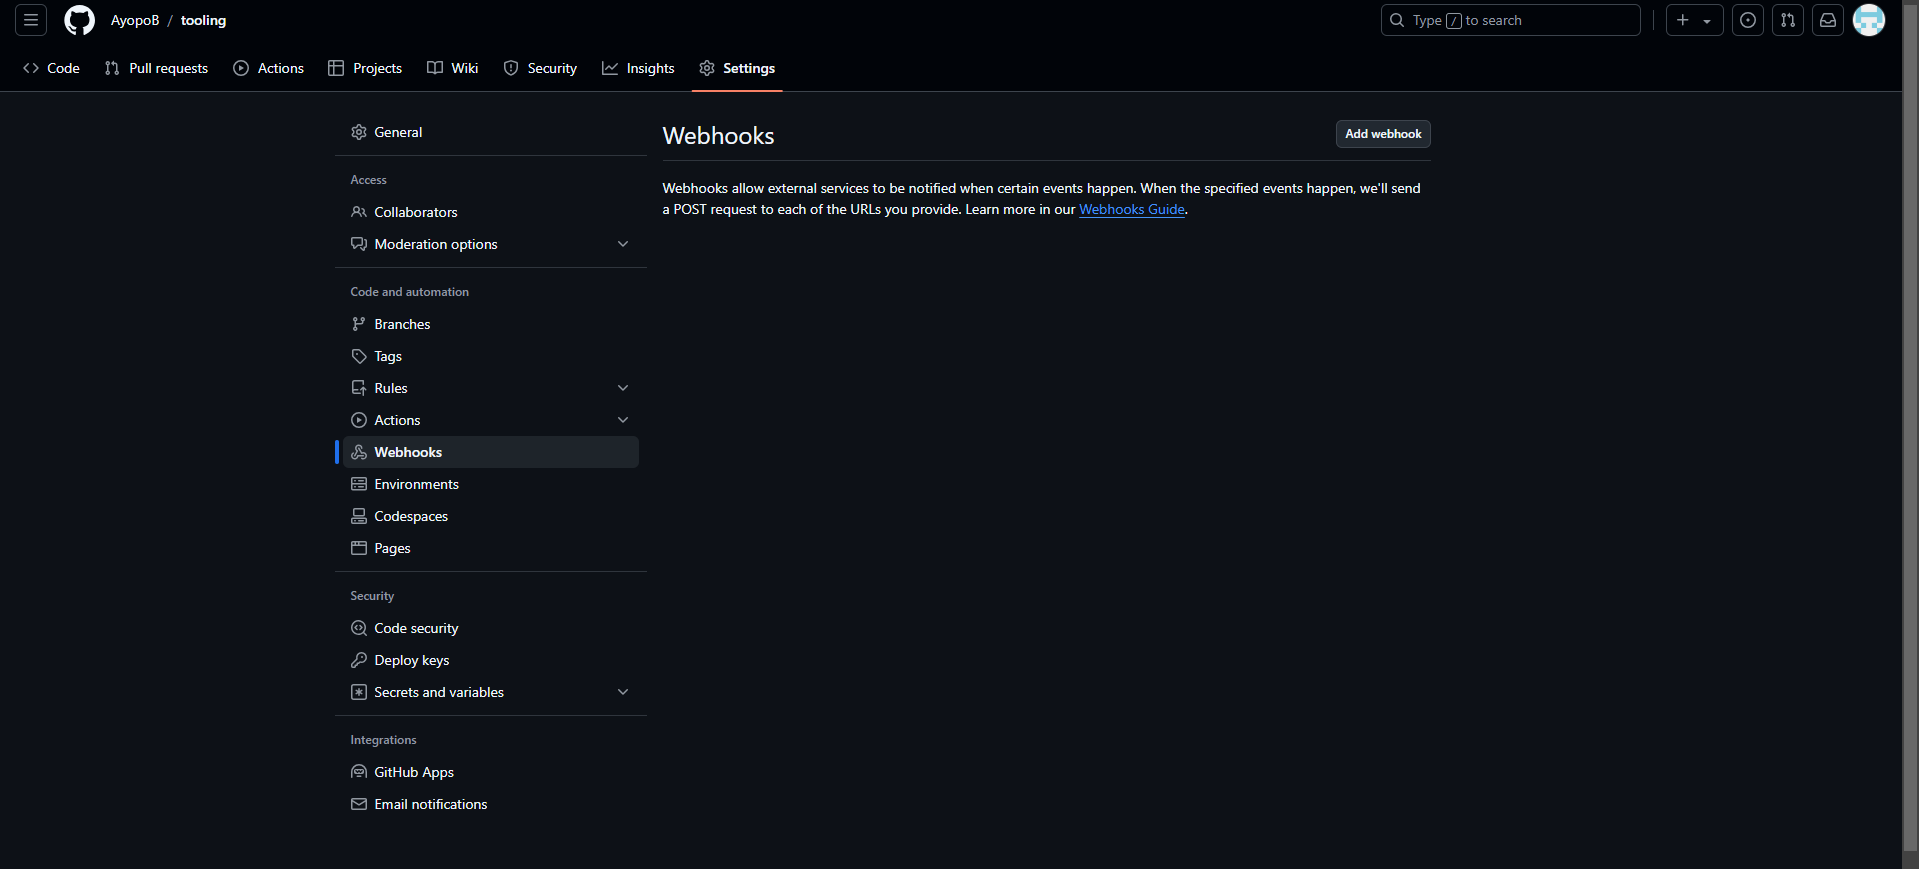 AyopoB / tooling
Type / to search
Code Pull requests Actions Projects Wiki Security Insights Settings
General
Access
Collaborators
Moderation options
Code and automation
Branches
Tags
Rules
Actions
Webhooks
Environments
Codespaces
Pages
Security
Code security
Deploy keys
Secrets and variables
Integrations
GitHub Apps
Email notifications
Webhooks
Add webhook
Webhooks allow external services to be notified when certain events happen. When the specified events happen, we'll send
a POST request to each of the URLs you provide. Learn more in our Webhooks Guide.